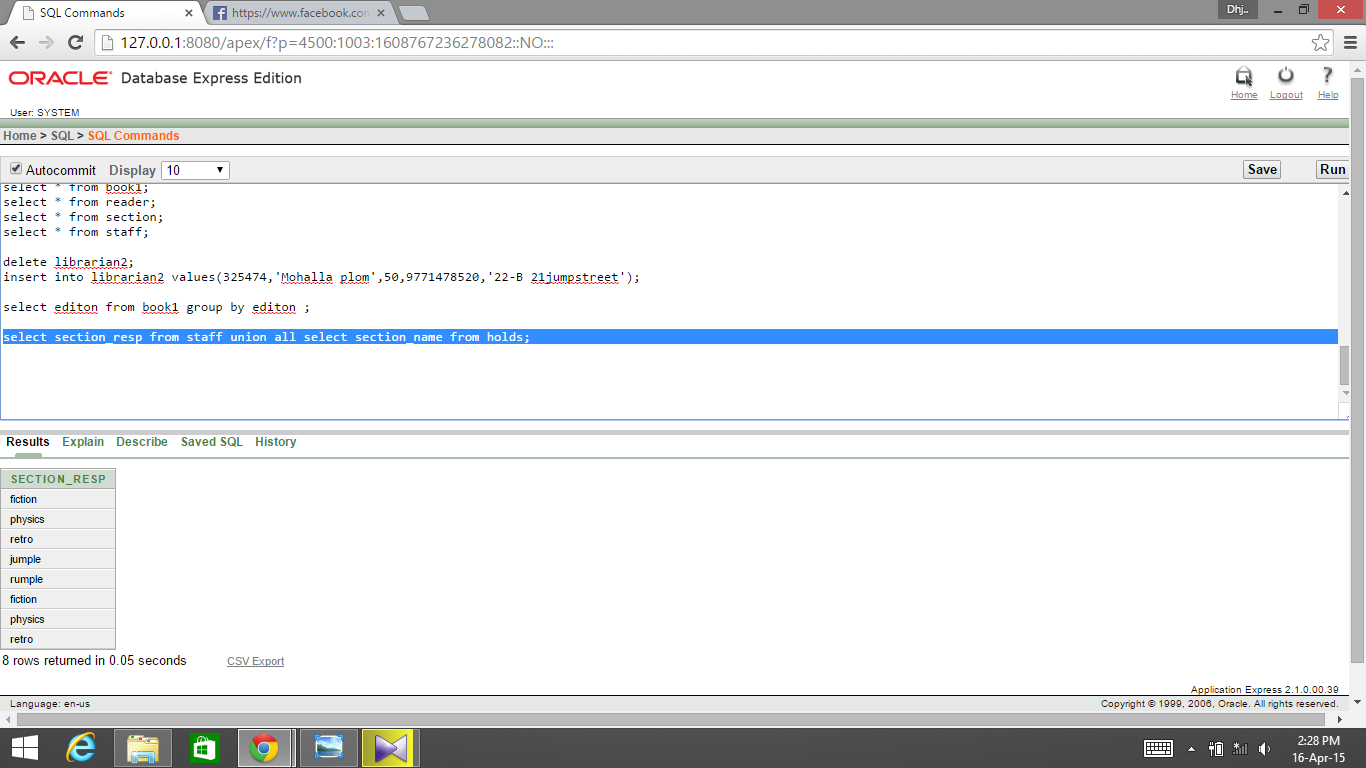 SQL Commands
https://www.facebook.con
Dhj..
127.0.0.1:8080/apex/f?p=4500:1003:1608767236278082::NO:::
ORACLE Database Express Edition
Home Logout Help
User: SYSTEM
Home > SQL > SQL Commands
Autocommit Display 10 Save Run
select * from book1;
select * from reader;
select * from section;
select * from staff;
delete librarian2;
insert into librarian2 values(325474,'Mohalla plom',50,9771478520,'22-B 21jumpstreet');
select editon from book1 group by editon ;
select section_resp from staff union all select section_name from holds;
Results Explain Describe Saved SQL History
SECTION_RESP
fiction
physics
retro
jumple
rumple
fiction
physics
retro
8 rows returned in 0.05 seconds CSV Export
Application Express 2.1.0.00.39
Language: en-us Copyright © 1999, 2006, Oracle. All rights reserved.
2:28 PM
16-Apr-15